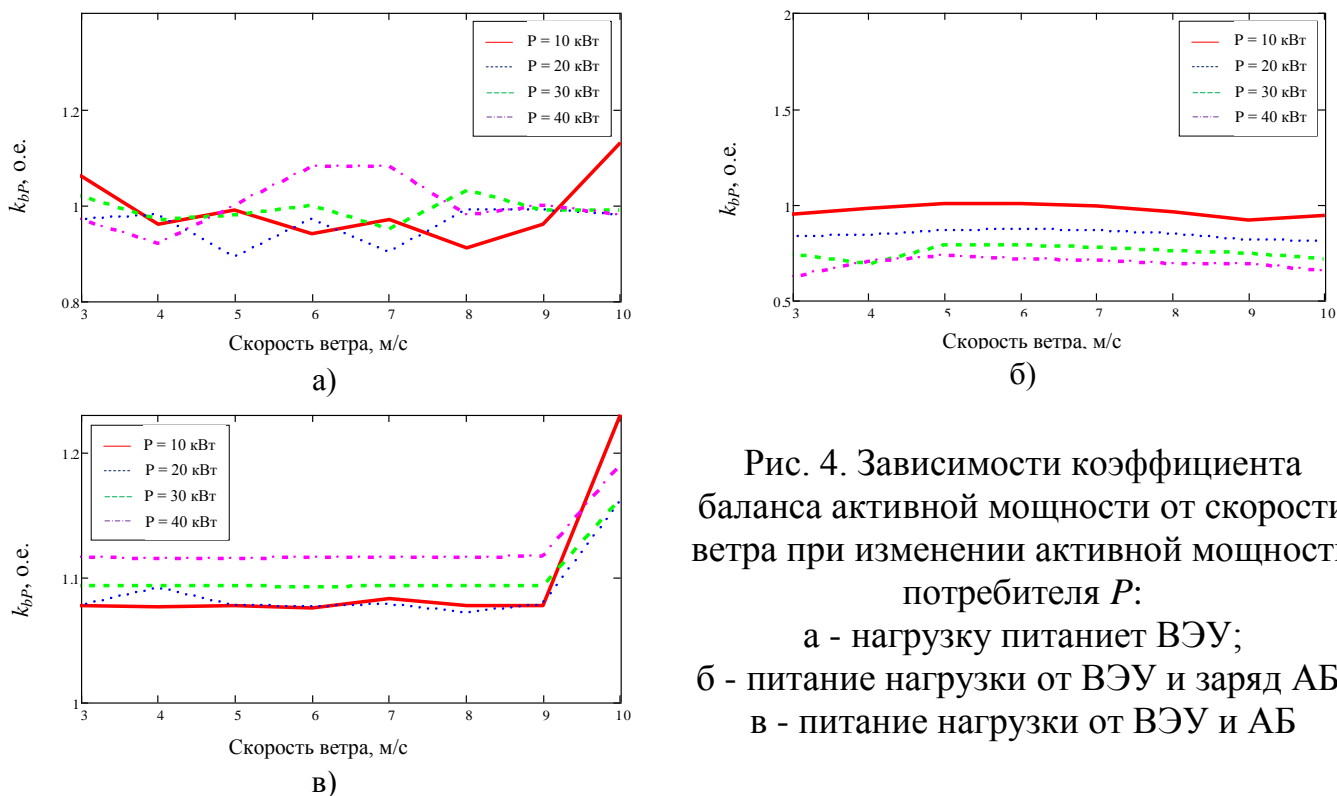 1.2
1
0.8
k_bP, о.е.
P = 10 кВт
P = 20 кВт
P = 30 кВт
P = 40 кВт
3 4 5 6 7 8 9 10
Скорость ветра, м/с
а)
2
1.5
1
0.5
k_bP, о.е.
P = 10 кВт
P = 20 кВт
P = 30 кВт
P = 40 кВт
3 4 5 6 7 8 9 10
Скорость ветра, м/с
б)
1.2
1.10
1
k_bP, о.е.
P = 10 кВт
P = 20 кВт
P = 30 кВт
P = 40 кВт
3 4 5 6 7 8 9 10
Скорость ветра, м/с
в)
Рис. 4. Зависимости коэффициента
баланса активной мощности от скорости
ветра при изменении активной мощности
потребителя P:
а - нагрузку питаниет ВЭУ;
б - питание нагрузки от ВЭУ и заряд АБ
в - питание нагрузки от ВЭУ и АБ